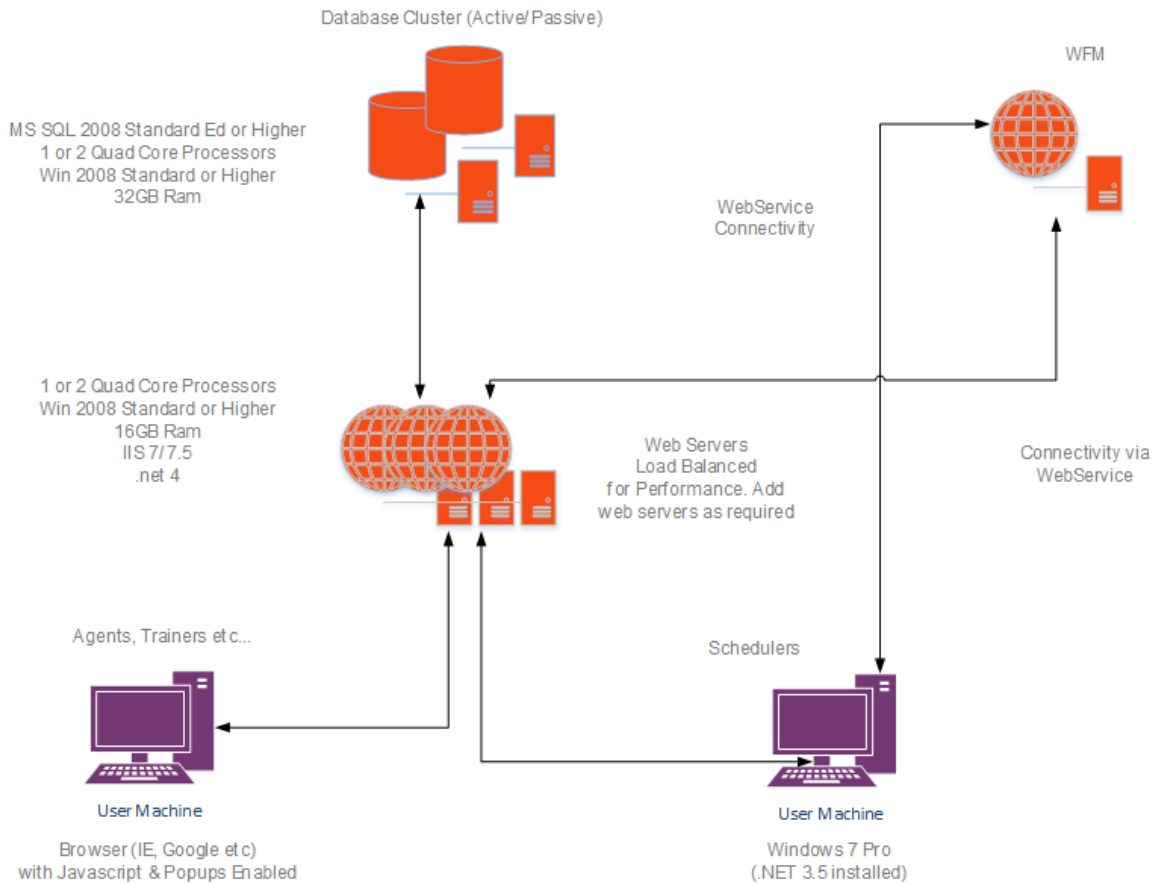 Database Cluster (Active/Passive)
WFM
MS SQL 2008 Standard Ed or Higher
1 or 2 Quad Core Processors
Win 2008 Standard or Higher
32GB Ram
WebService
Connectivity
1 or 2 Quad Core Processors
Win 2008 Standard or Higher
16GB Ram
IIS 7/7.5
.net 4
Web Servers
Load Balanced
for Performance. Add
web servers as required
Connectivity via
WebService
Agents, Trainers etc...
Schedulers
User Machine
Browser (IE, Google etc)
with Javascript & Popups Enabled
User Machine
Windows 7 Pro
(.NET 3.5 installed)